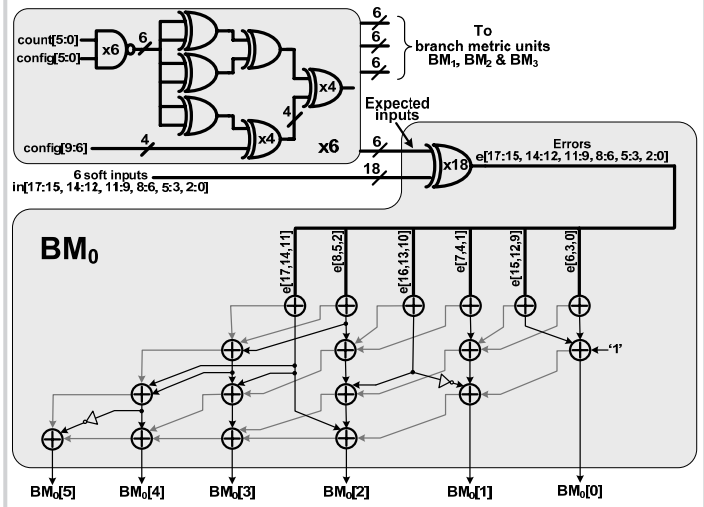 count[5:0]
config[5:0]
x6
6
config[9:6]
4
x4
4
x4
x6
6
6
6
To
branch metric units
BM₁, BM₂ & BM₃
Expected
inputs
6
18
x18
6 soft inputs
in[17:15, 14:12, 11:9, 8:6, 5:3, 2:0]
Errors
e[17:15, 14:12, 11:9, 8:6, 5:3, 2:0]
BM₀
e[17,14,11]
e[8,5,2]
e[16,13,10]
e[7,4,1]
e[15,12,9]
e[6,3,0]
‘1’
BM₀[5]
BM₀[4]
BM₀[3]
BM₀[2]
BM₀[1]
BM₀[0]